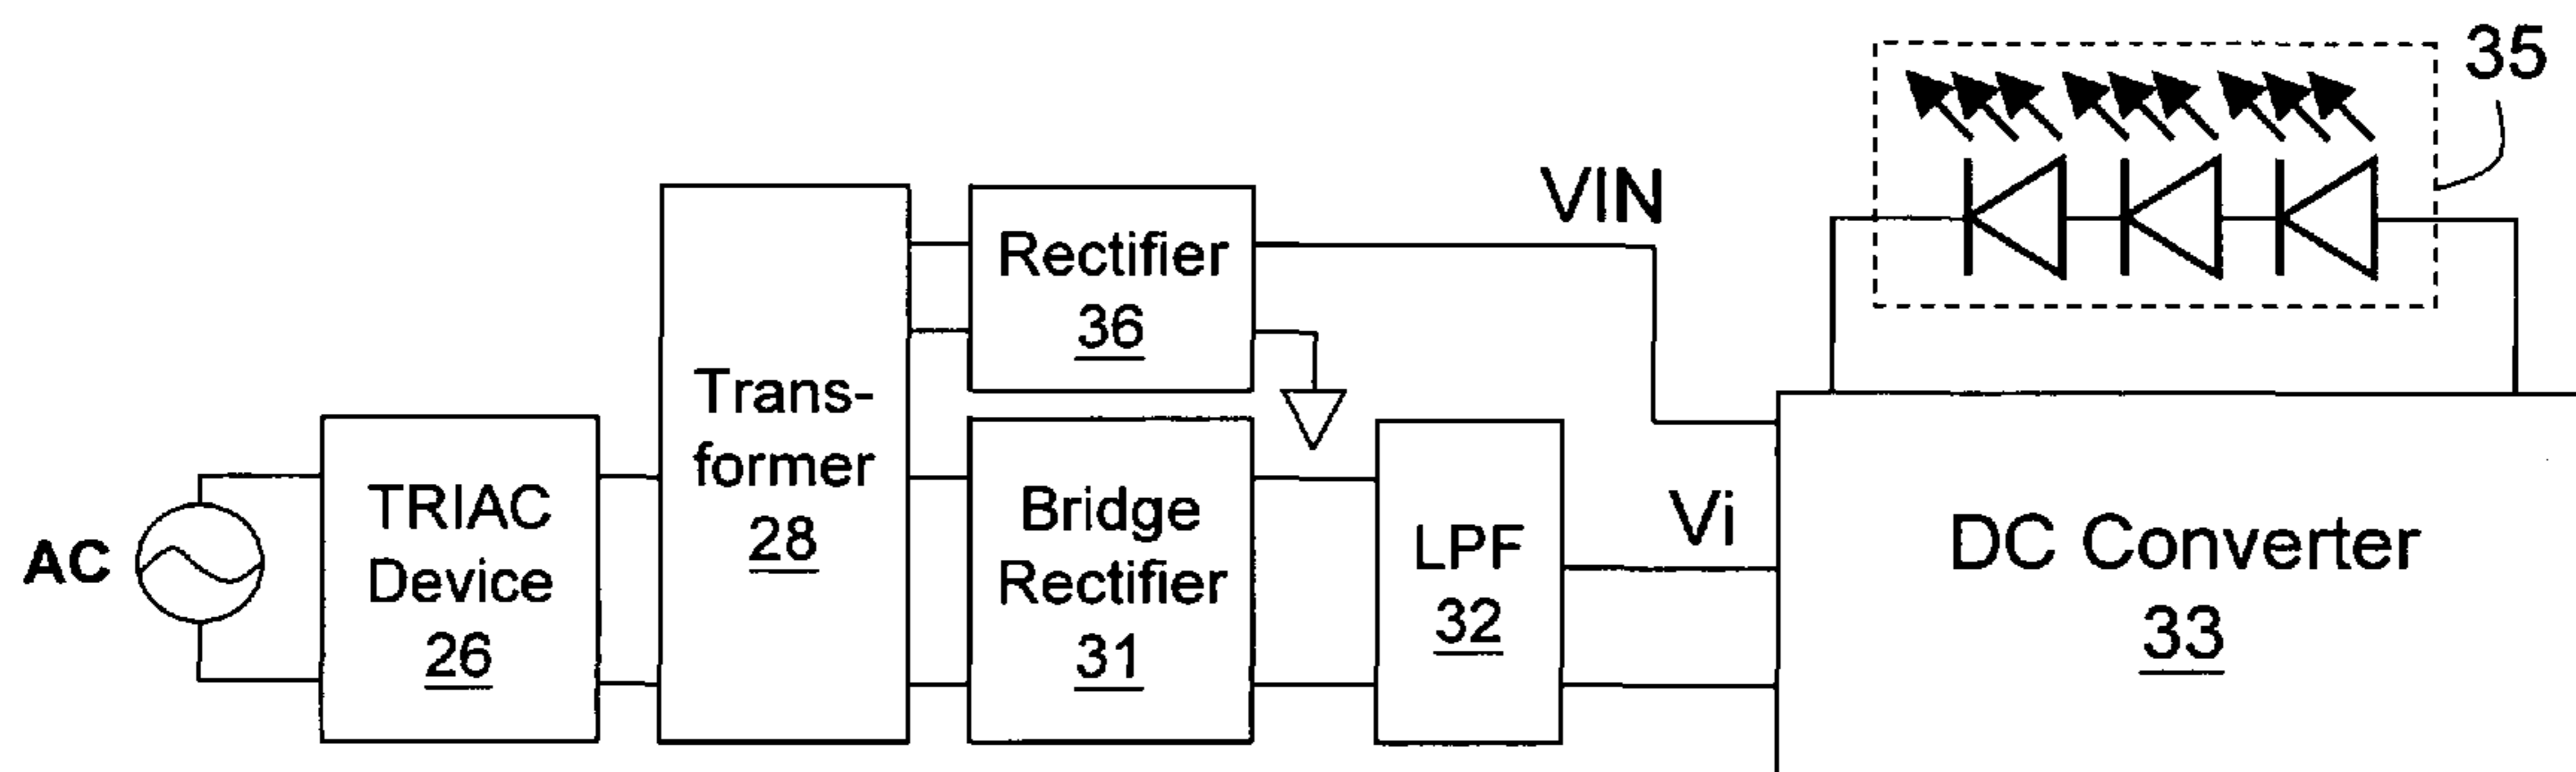 AC
TRIAC
Device
26
Trans-
former
28
Rectifier
36
Bridge
Rectifier
31
LPF
32
VIN
Vi
DC Converter
33
35